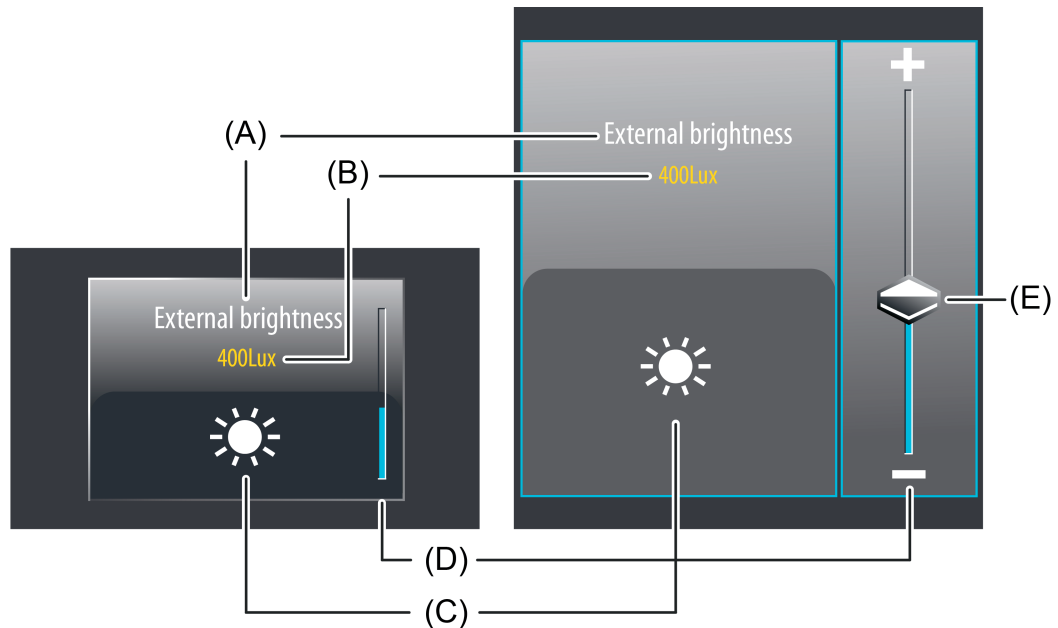 (A)
External brightness
(B)
400Lux
External brightness
400Lux
(E)
(D)
(C)